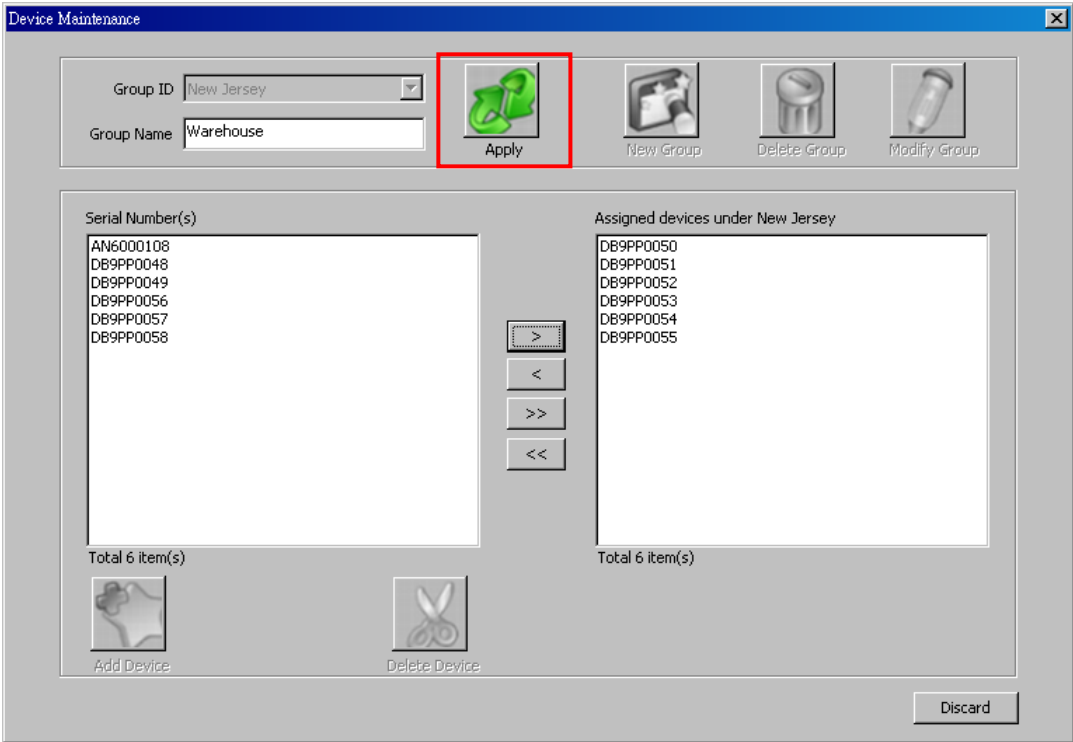 Device Maintenance
Group ID New Jersey
Group Name Warehouse
Apply
New Group
Delete Group
Modify Group
Serial Number(s)
AN6000108
DB9PP0048
DB9PP0049
DB9PP0056
DB9PP0057
DB9PP0058
Total 6 item(s)
>
<
>>
<<
Assigned devices under New Jersey
DB9PP0050
DB9PP0051
DB9PP0052
DB9PP0053
DB9PP0054
DB9PP0055
Total 6 item(s)
Add Device
Delete Device
Discard